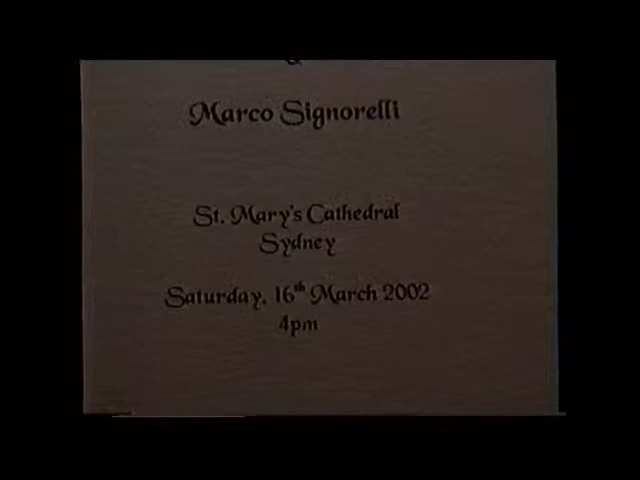 &
Marco Signorelli
St. Mary's Cathedral
Sydney
Saturday, 16th March 2002
4pm